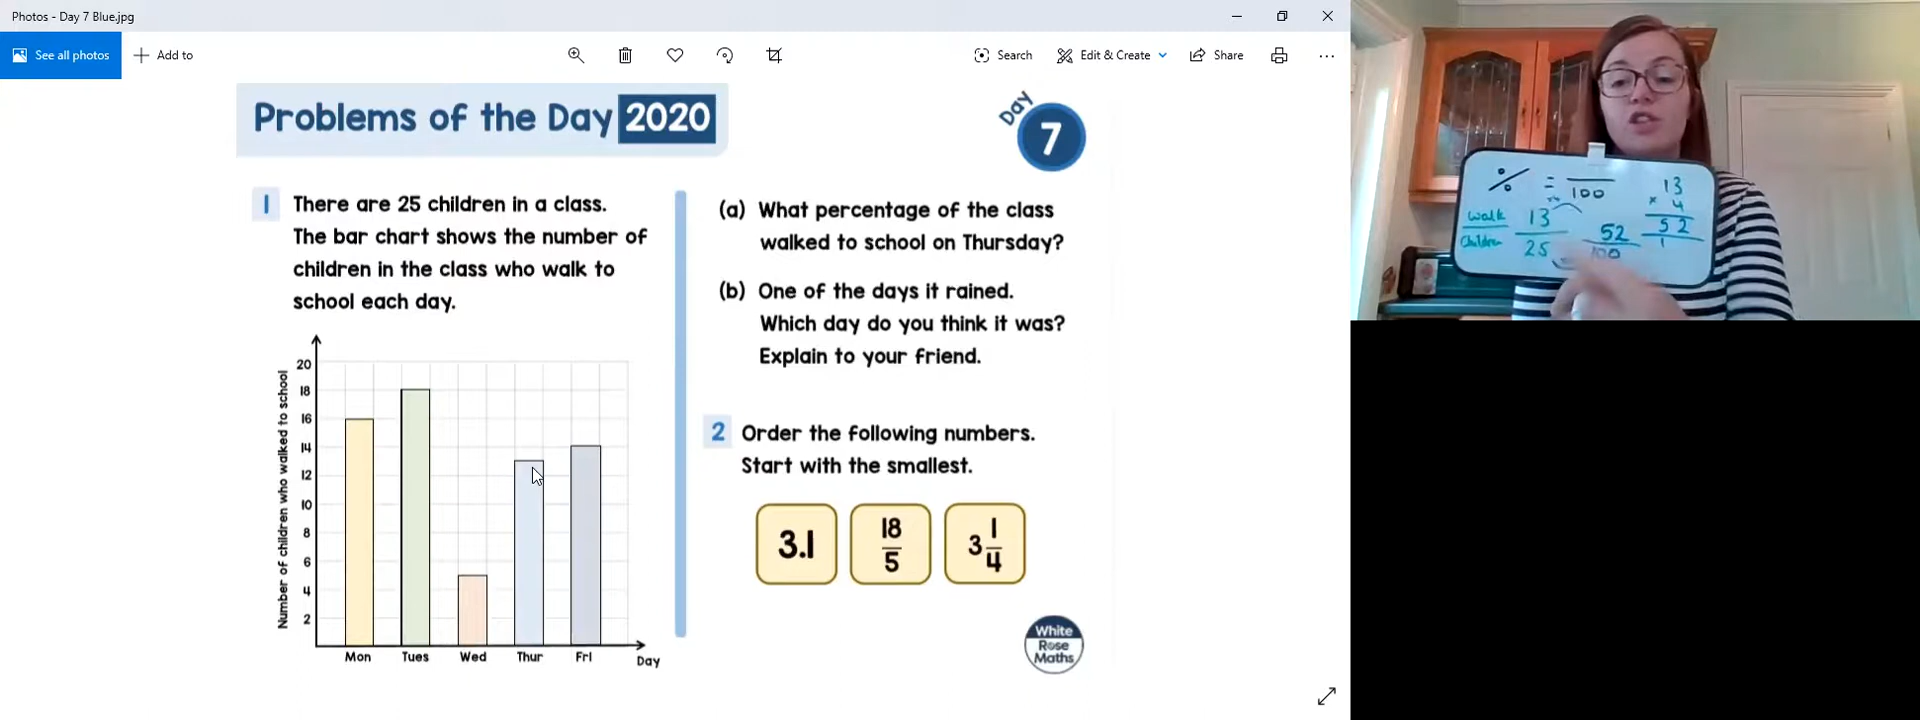 Photos - Day 7 Blue.jpg
See all photos
Add to
Search
Edit & Create
Share
Problems of the Day 2020
Day 7
1 There are 25 children in a class.
The bar chart shows the number of
children in the class who walk to
school each day.
Number of children who walked to school
20
18
16
14
12
10
8
6
4
2
Mon Tues Wed Thur Fri
Day
(a) What percentage of the class
walked to school on Thursday?
(b) One of the days it rained.
Which day do you think it was?
Explain to your friend.
2 Order the following numbers.
Start with the smallest.
3.1
18
5
3 1
4
White
Rose
Maths
% =
100
walk
Children
13
25
52
100
13
× 4
52
1